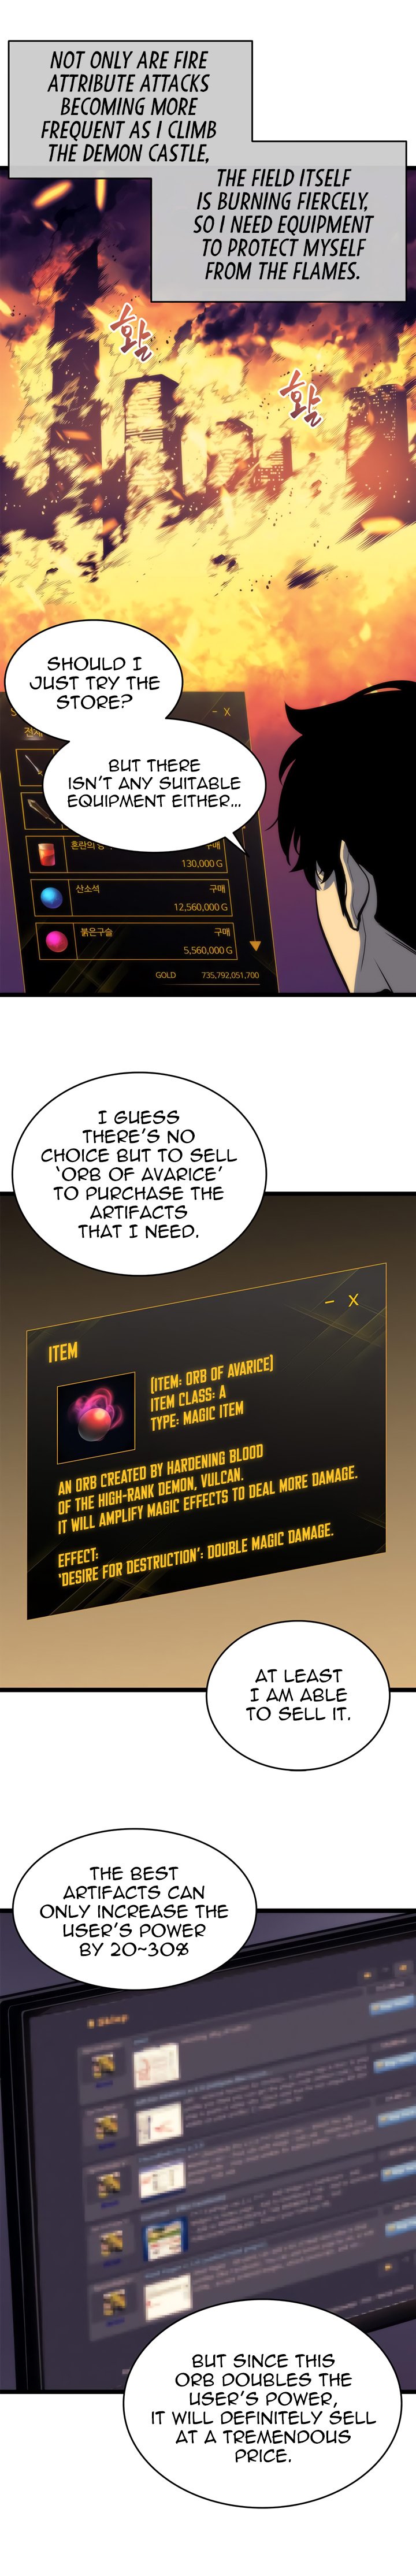 NOT ONLY ARE FIRE
ATTRIBUTE ATTACKS
BECOMING MORE
FREQUENT AS I CLIMB
THE DEMON CASTLE,
THE FIELD ITSELF
IS BURNING FIERCELY,
SO I NEED EQUIPMENT
TO PROTECT MYSELF
FROM THE FLAMES.
화
화
SHOULD I
JUST TRY THE
STORE?
- X
BUT THERE
ISN'T ANY SUITABLE
EQUIPMENT EITHER...
혼란의
구매
130,000 G
산소석
구매
12,560,000 G
붉은구슬
구매
5,560,000 G
GOLD 735,792,051,700
I GUESS
THERE'S NO
CHOICE BUT TO SELL
'ORB OF AVARICE'
TO PURCHASE THE
ARTIFACTS
THAT I NEED.
- X
ITEM
[ITEM: ORB OF AVARICE]
ITEM CLASS: A
TYPE: MAGIC ITEM
AN ORB CREATED BY HARDENING BLOOD
OF THE HIGH-RANK DEMON, VULCAN.
IT WILL AMPLIFY MAGIC EFFECTS TO DEAL MORE DAMAGE.
EFFECT:
'DESIRE FOR DESTRUCTION': DOUBLE MAGIC DAMAGE.
AT LEAST
I AM ABLE
TO SELL IT.
THE BEST
ARTIFACTS CAN
ONLY INCREASE THE
USER'S POWER
BY 20~30%
BUT SINCE THIS
ORB DOUBLES THE
USER'S POWER,
IT WILL DEFINITELY SELL
AT A TREMENDOUS
PRICE.